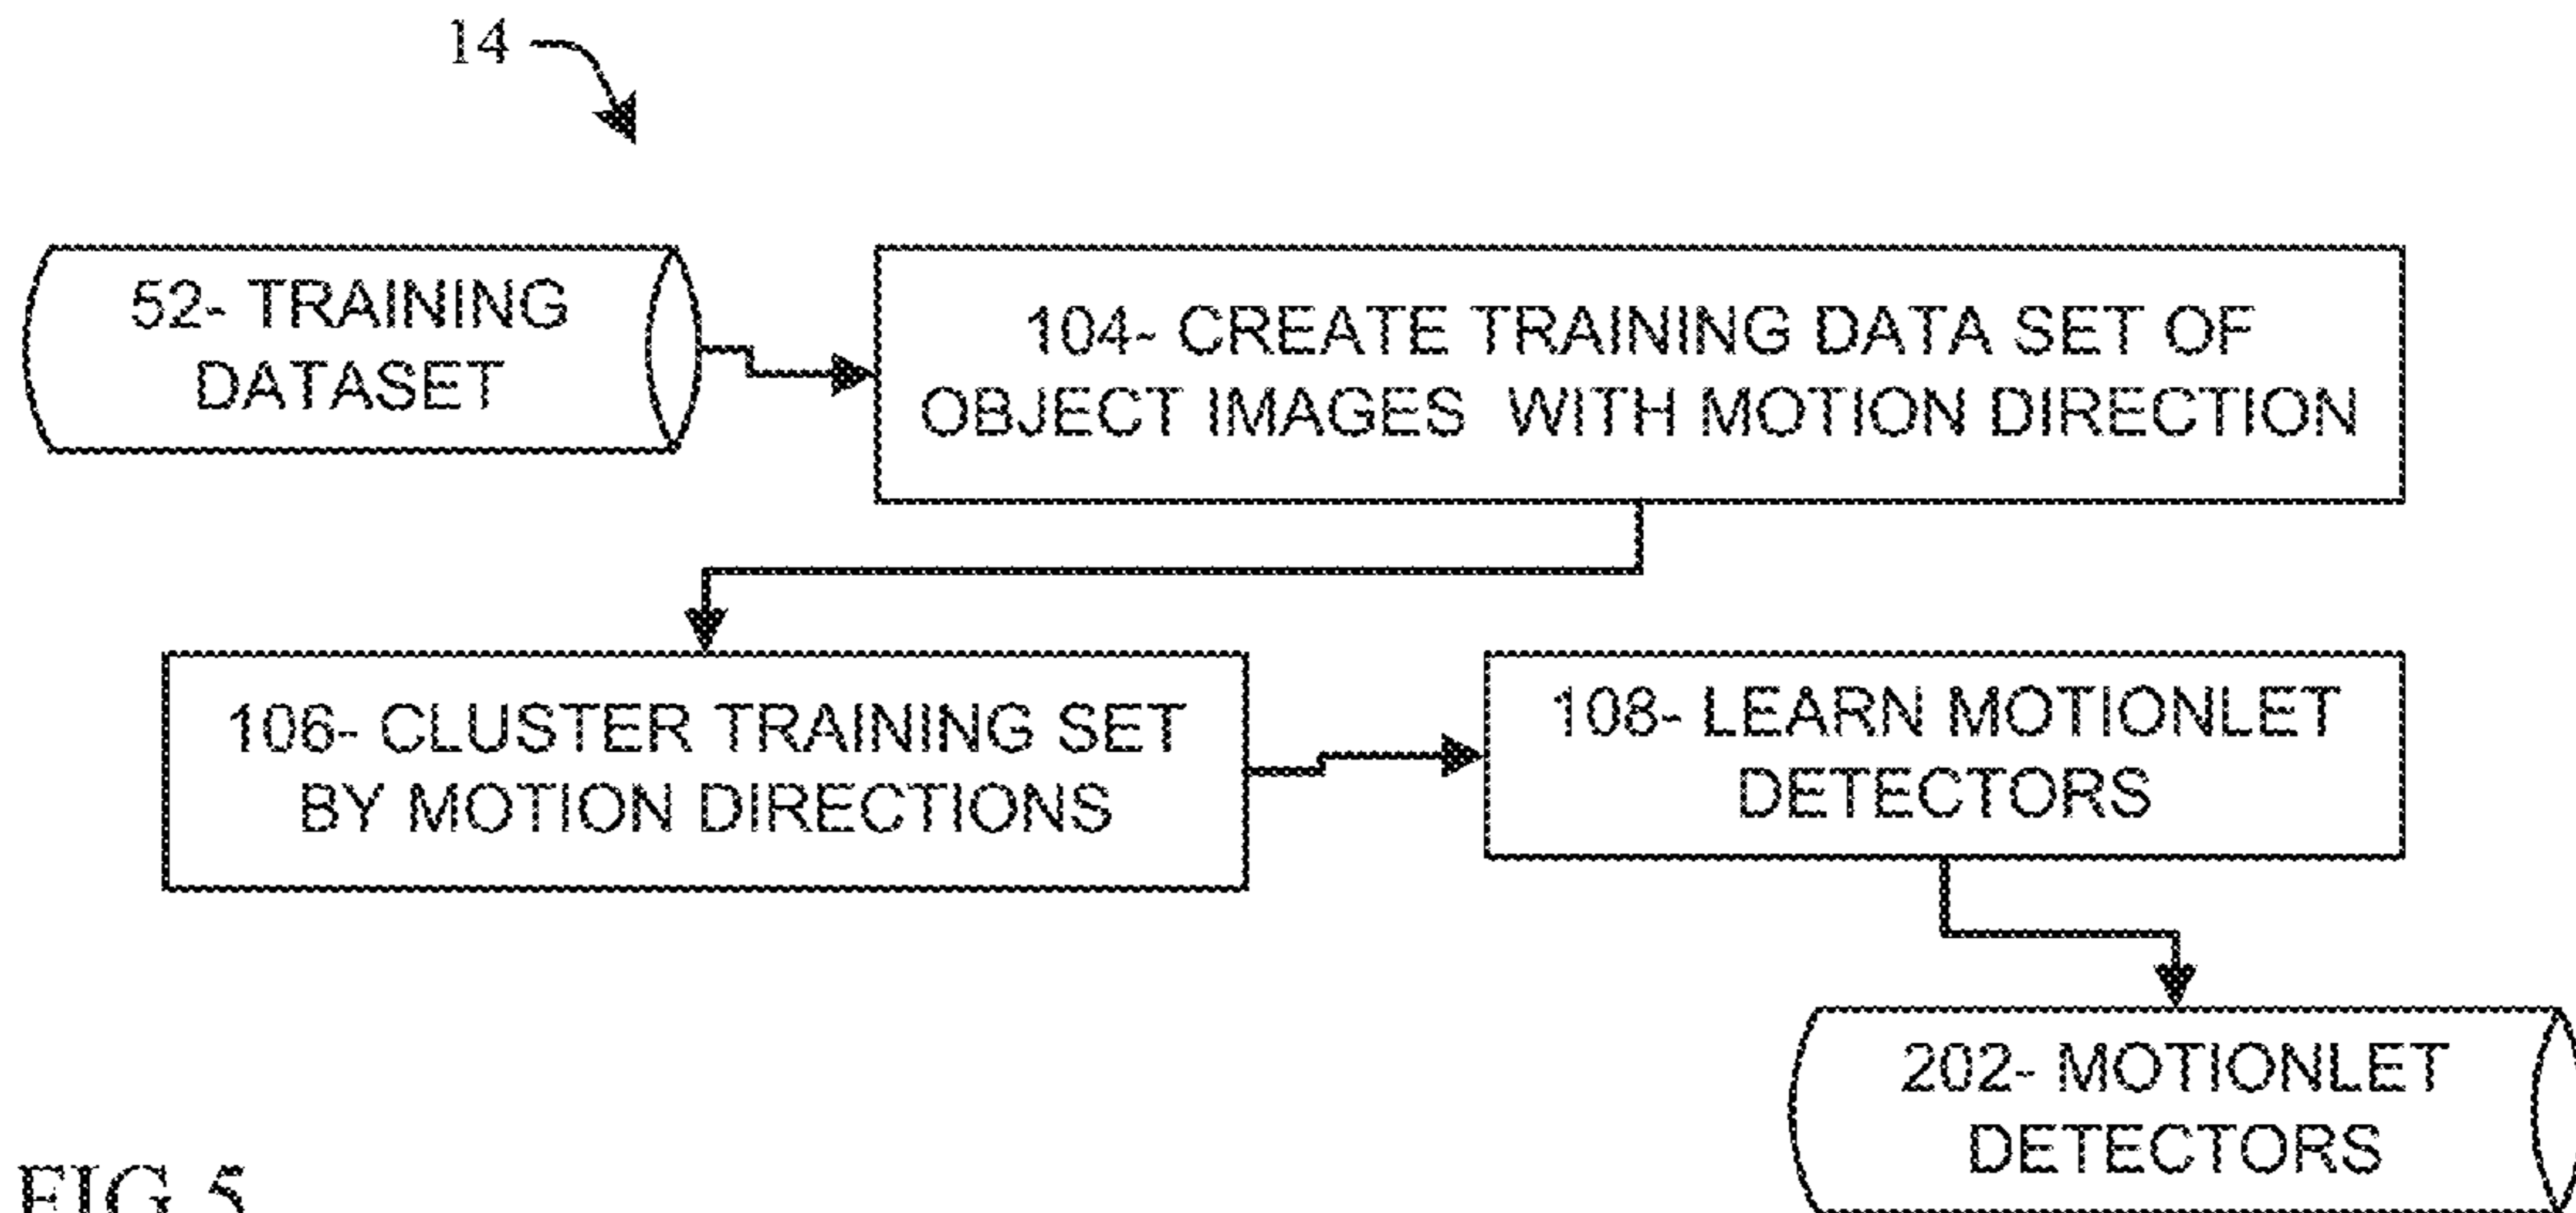 14
52- TRAINING
DATASET
104- CREATE TRAINING DATA SET OF
OBJECT IMAGES WITH MOTION DIRECTION
106- CLUSTER TRAINING SET
BY MOTION DIRECTIONS
108- LEARN MOTIONLET
DETECTORS
202- MOTIONLET
DETECTORS
FIG 5